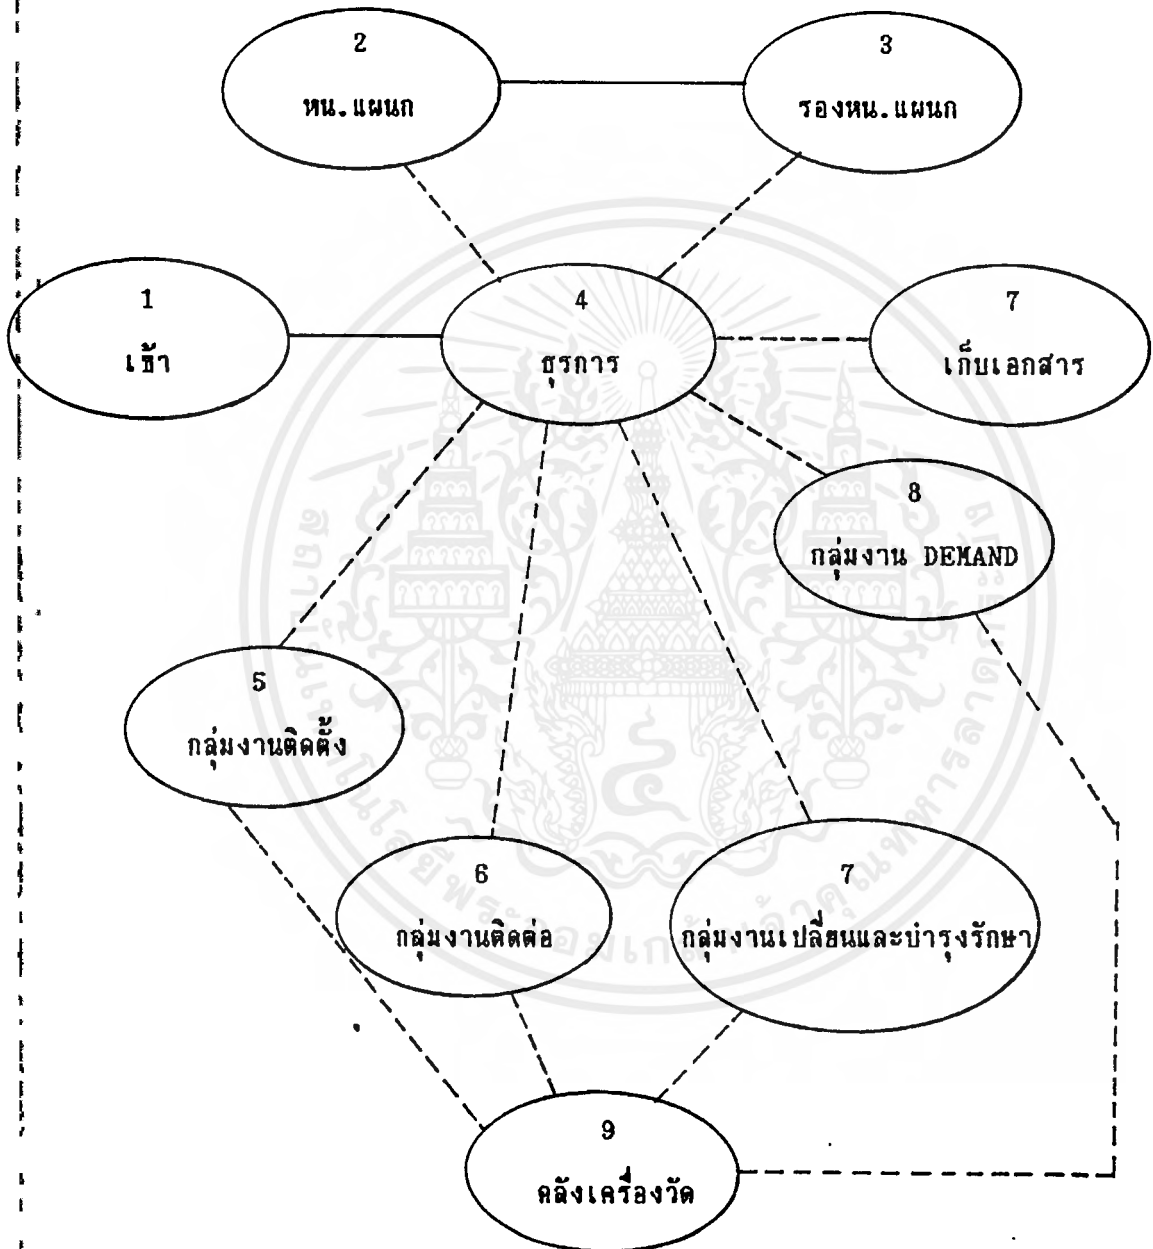 2
หน.แผนก
3
รองหน.แผนก
1
เข้า
4
ธุรการ
7
เก็บเอกสาร
8
กลุ่มงาน DEMAND
5
กลุ่มงานติดตั้ง
6
กลุ่มงานติดต่อ
7
กลุ่มงานเปลี่ยนและบำรุงรักษา
9
คลังเครื่องวัด